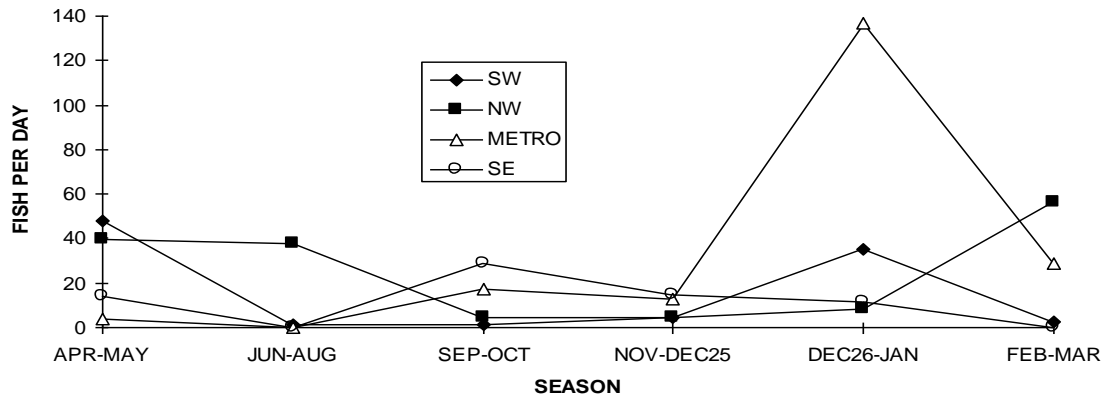 140
120
100
80
60
40
20
0
FISH PER DAY
SW
NW
METRO
SE
APR-MAY JUN-AUG SEP-OCT NOV-DEC25 DEC26-JAN FEB-MAR
SEASON